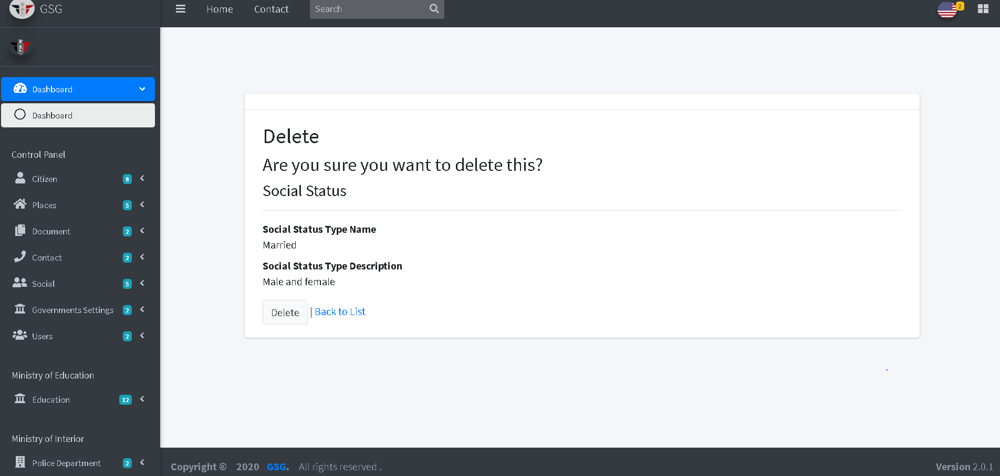 GSG
Home Contact Search 2
Dashboard
Dashboard
Control Panel
Citizen 8
Places 5
Document 2
Contact 2
Social 5
Governments Settings 2
Users 2
Ministry of Education
Education 12
Ministry of Interior
Police Department 2
Delete
Are you sure you want to delete this?
Social Status
Social Status Type Name
Married
Social Status Type Description
Male and female
Delete | Back to List
Copyright © 2020 GSG. All rights reserved .
Version 2.0.1